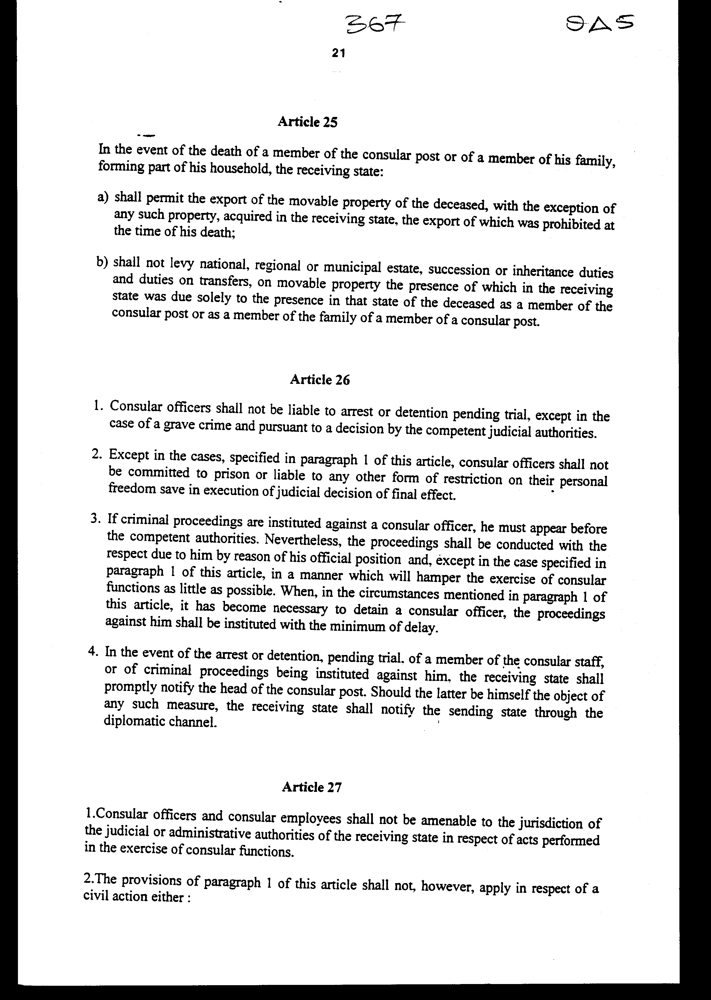 367 ΘΔ5
21
Article 25
In the event of the death of a member of the consular post or of a member of his family,
forming part of his household, the receiving state:
a) shall permit the export of the movable property of the deceased, with the exception of
any such property, acquired in the receiving state, the export of which was prohibited at
the time of his death;
b) shall not levy national, regional or municipal estate, succession or inheritance duties
and duties on transfers, on movable property the presence of which in the receiving
state was due solely to the presence in that state of the deceased as a member of the
consular post or as a member of the family of a member of a consular post.
Article 26
1. Consular officers shall not be liable to arrest or detention pending trial, except in the
case of a grave crime and pursuant to a decision by the competent judicial authorities.
2. Except in the cases, specified in paragraph 1 of this article, consular officers shall not
be committed to prison or liable to any other form of restriction on their personal
freedom save in execution of judicial decision of final effect.
3. If criminal proceedings are instituted against a consular officer, he must appear before
the competent authorities. Nevertheless, the proceedings shall be conducted with the
respect due to him by reason of his official position and, except in the case specified in
paragraph 1 of this article, in a manner which will hamper the exercise of consular
functions as little as possible. When, in the circumstances mentioned in paragraph 1 of
this article, it has become necessary to detain a consular officer, the proceedings
against him shall be instituted with the minimum of delay.
4. In the event of the arrest or detention, pending trial. of a member of the consular staff,
or of criminal proceedings being instituted against him. the receiving state shall
promptly notify the head of the consular post. Should the latter be himself the object of
any such measure, the receiving state shall notify the sending state through the
diplomatic channel.
Article 27
1.Consular officers and consular employees shall not be amenable to the jurisdiction of
the judicial or administrative authorities of the receiving state in respect of acts performed
in the exercise of consular functions.
2.The provisions of paragraph 1 of this article shall not, however, apply in respect of a
civil action either :